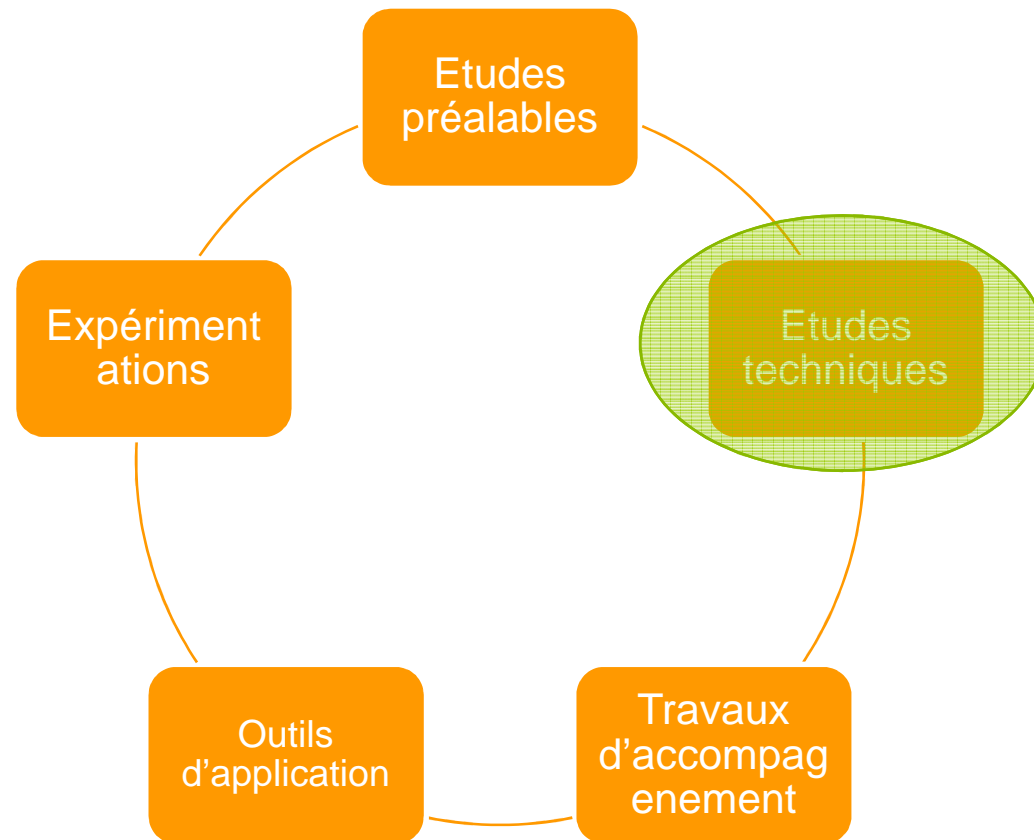 Etudes
préalables
Etudes
techniques
Travaux
d’accompag
enement
Outils
d’application
Expériment
ations